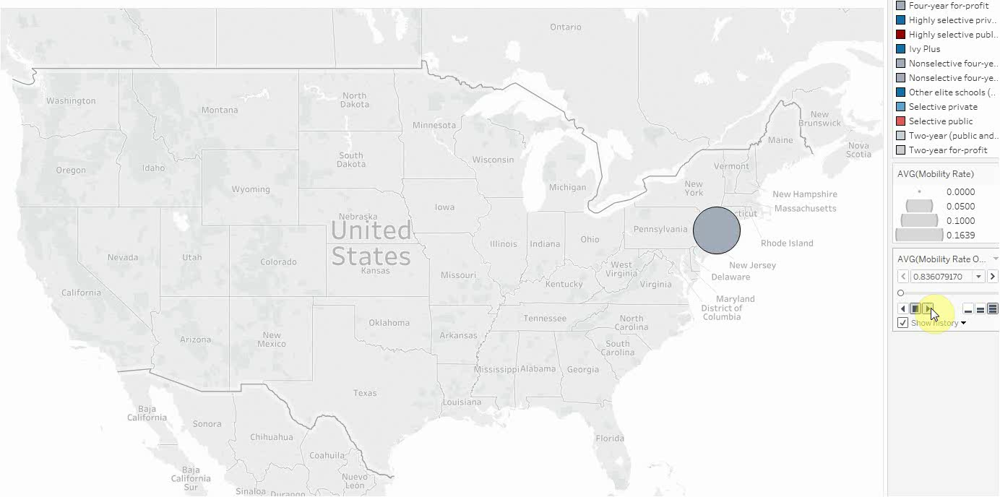 Ontario
Washington
Montana
North
Dakota
Minnesota
New
Brunswick
Maine
Nova
Scotia
Oregon
Idaho
South
Dakota
Wisconsin
Vermont
Wyoming
Michigan
New
York
New Hampshire
Massachusetts
cticut
Nebraska
Iowa
United
States
Illinois
Indiana
Ohio
Pennsylvania
Rhode Island
Nevada
Utah
Colorado
Kansas
Missouri
West
Virginia
New Jersey
Delaware
California
Kentucky
Virginia
Maryland
District of
Columbia
Arizona
New
Mexico
Oklahoma
Arkansas
Tennessee
North
Carolina
South
Carolina
Mississippi
Alabama
Georgia
Texas
Louisiana
Florida
Baja
California
Sonora
Chihuahua
Coahuila
Baja
California
Sur
Sinaloa
Durango
Nuevo
León
Four-year for-profit
Highly selective priv..
Highly selective publ..
Ivy Plus
Nonselective four-ye..
Nonselective four-ye..
Other elite schools (..
Selective private
Selective public
Two-year (public and..
Two-year for-profit
AVG(Mobility Rate)
0.0000
0.0500
0.1000
0.1639
AVG(Mobility Rate O...
0.836079170
Show history